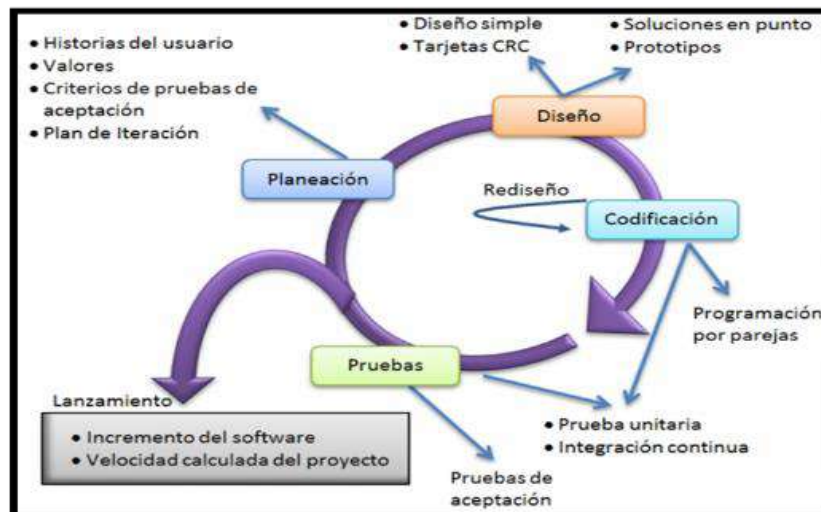 • Historias del usuario
• Valores
• Criterios de pruebas de
aceptación
• Plan de Iteración
• Diseño simple
• Tarjetas CRC
• Soluciones en punto
• Prototipos
Diseño
Planeación
Rediseño
Codificación
Programación
por parejas
Pruebas
Lanzamiento
• Incremento del software
• Velocidad calculada del proyecto
• Prueba unitaria
• Integración continua
Pruebas de
aceptación